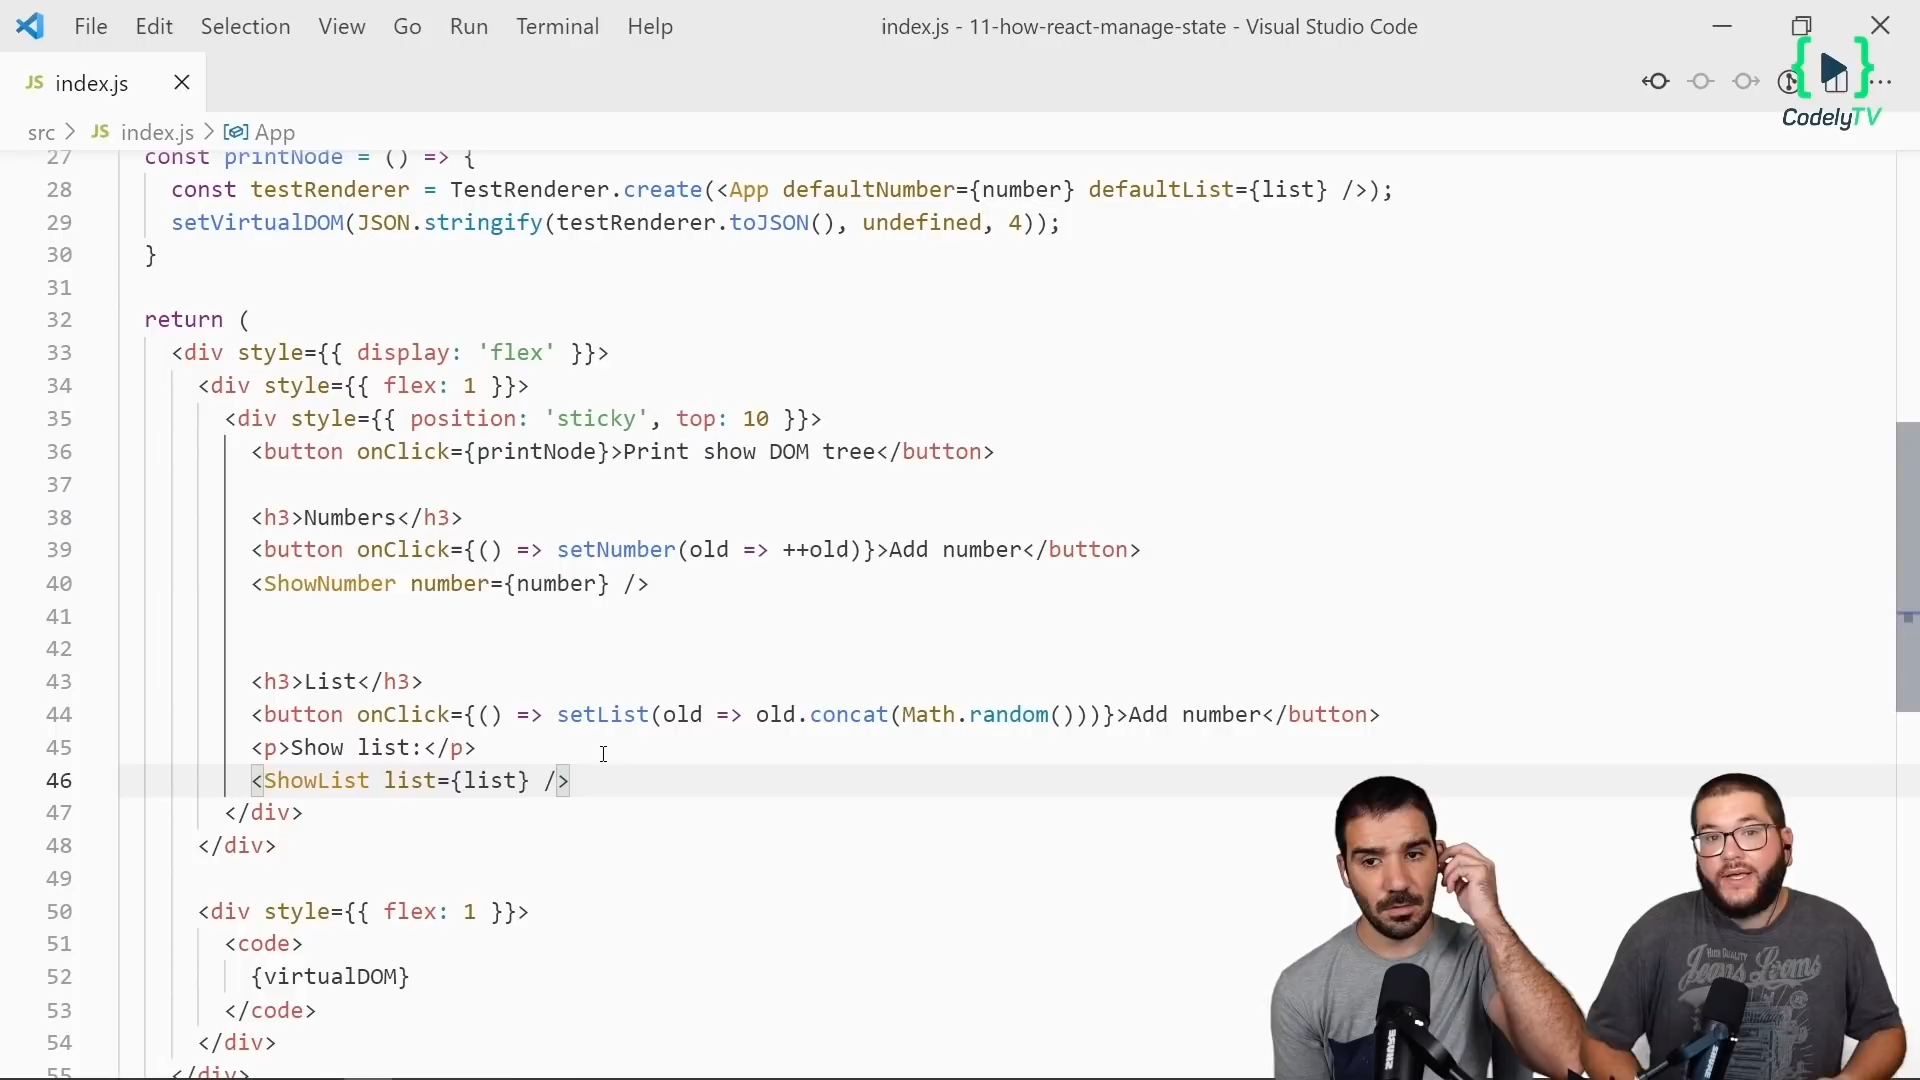 File Edit Selection View Go Run Terminal Help index.js - 11-how-react-manage-state - Visual Studio Code
JS index.js
CodelyTV
src > JS index.js > App
27 const printNode = () => {
28 const testRenderer = TestRenderer.create(<App defaultNumber={number} defaultList={list} />);
29 setVirtualDOM(JSON.stringify(testRenderer.toJSON(), undefined, 4));
30 }
31
32 return (
33 <div style={{ display: 'flex' }}>
34 <div style={{ flex: 1 }}>
35 <div style={{ position: 'sticky', top: 10 }}>
36 <button onClick={printNode}>Print show DOM tree</button>
37
38 <h3>Numbers</h3>
39 <button onClick={() => setNumber(old => ++old)}>Add number</button>
40 <ShowNumber number={number} />
41
42
43 <h3>List</h3>
44 <button onClick={() => setList(old => old.concat(Math.random()))}>Add number</button>
45 <p>Show list:</p>
46 <ShowList list={list} />
47 </div>
48 </div>
49
50 <div style={{ flex: 1 }}>
51 <code>
52 {virtualDOM}
53 </code>
54 </div>
55 </div>
HIGH QUALITY
Jeans & Looms